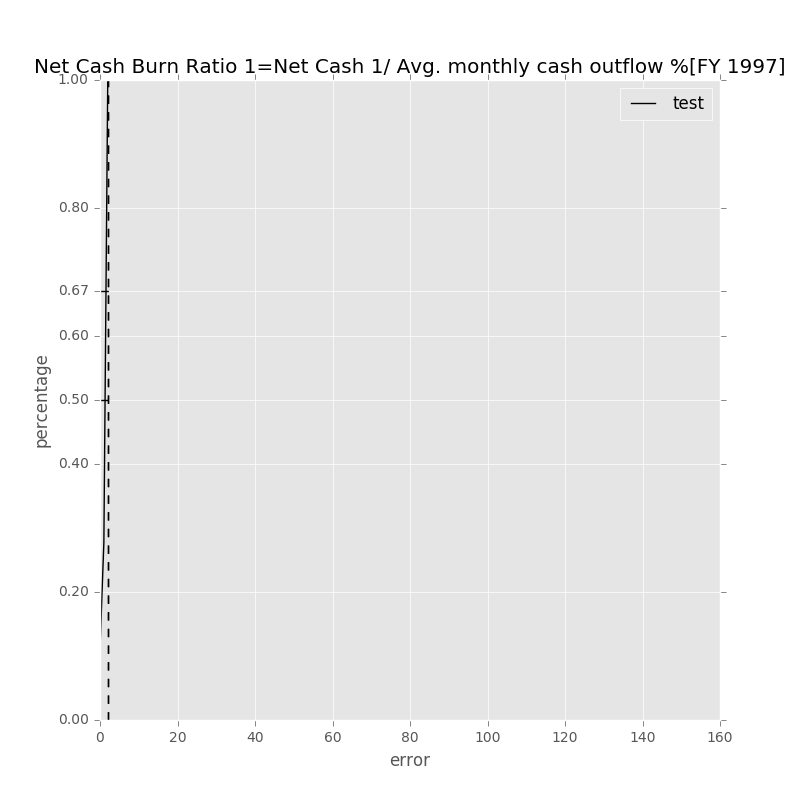 Net Cash Burn Ratio 1=Net Cash 1/ Avg. monthly cash outflow %[FY 1997]
1.00
test
0.80
0.67
0.60
percentage
0.50
0.40
0.20
0.00
0 20 40 60 80 100 120 140 160
error